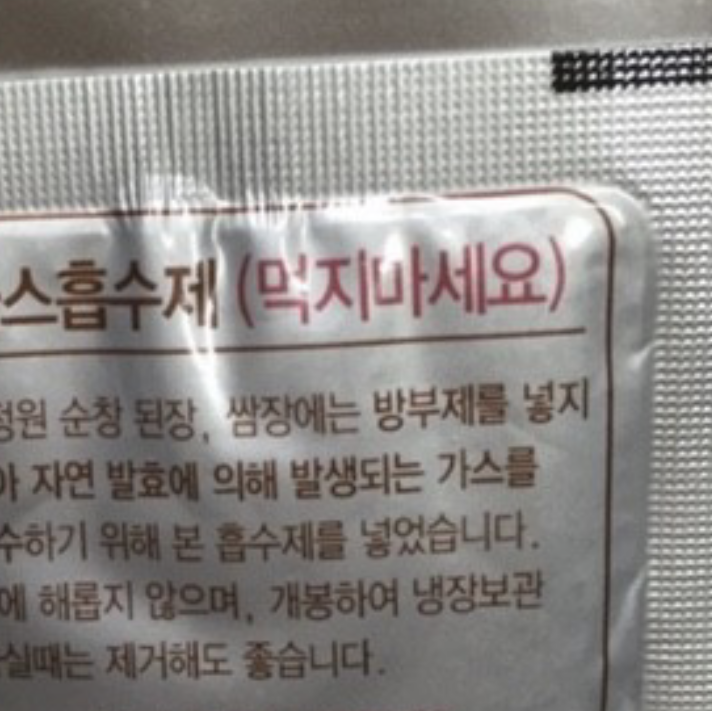 스흡수제 (먹지마세요)
정원 순창 된장, 쌈장에는 방부제를 넣지
아 자연 발효에 의해 발생되는 가스를
수하기 위해 본 흡수제를 넣었습니다.
에 해롭지 않으며, 개봉하여 냉장보관
실때는 제거해도 좋습니다.